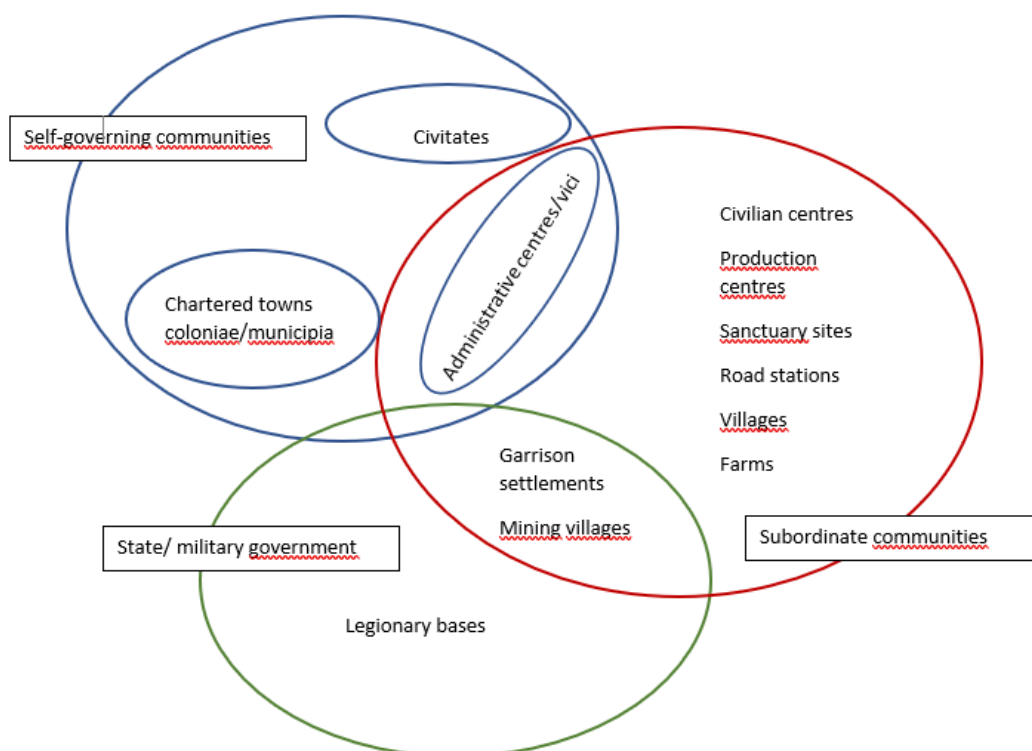 Self-governing communities
Civitates
Administrative centres/vici
Chartered towns
coloniae/municipia
Civilian centres
Production
centres
Sanctuary sites
Road stations
Villages
Farms
Garrison
settlements
Mining villages
State/ military government
Subordinate communities
Legionary bases